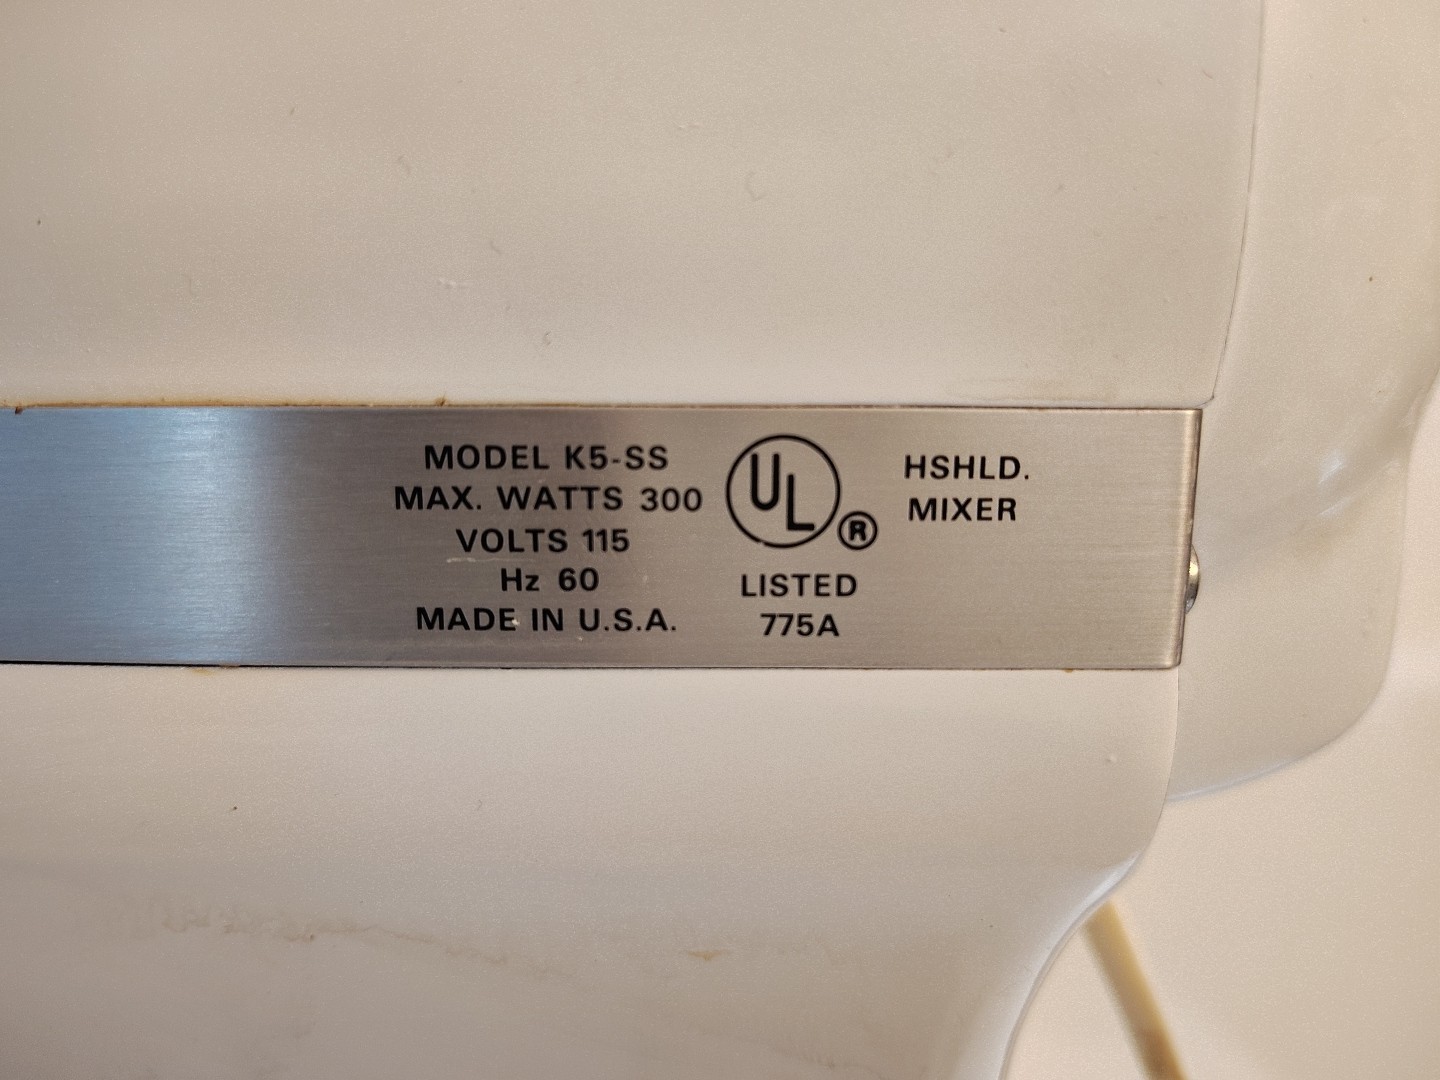 MODEL K5-SS
MAX. WATTS 300
VOLTS 115
Hz 60
MADE IN U.S.A.
UL ®
LISTED
775A
HSHLD.
MIXER